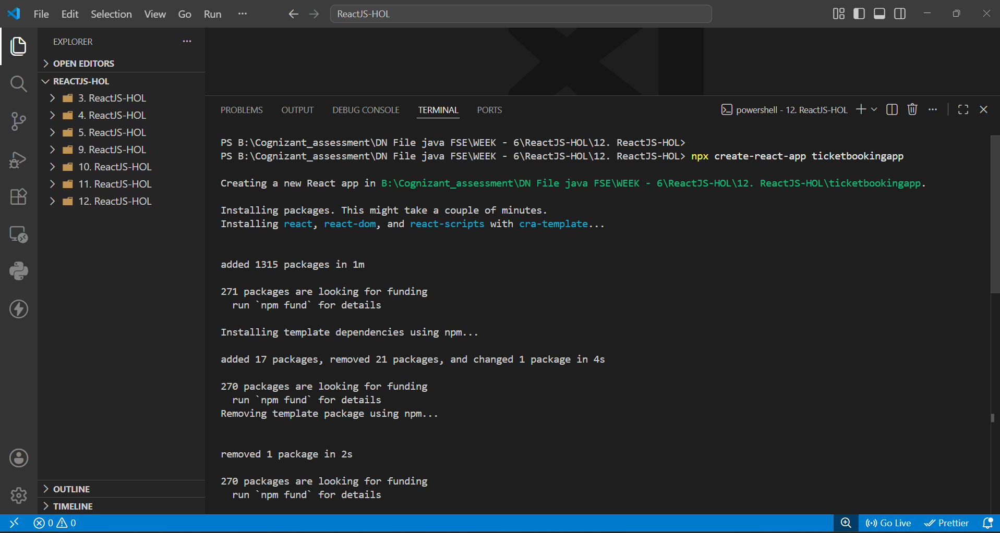 File Edit Selection View Go Run ···
ReactJS-HOL
EXPLORER
OPEN EDITORS
REACTJS-HOL
3. ReactJS-HOL
4. ReactJS-HOL
5. ReactJS-HOL
9. ReactJS-HOL
10. ReactJS-HOL
11. ReactJS-HOL
12. ReactJS-HOL
OUTLINE
TIMELINE
PROBLEMS OUTPUT DEBUG CONSOLE TERMINAL PORTS
powershell - 12. ReactJS-HOL
PS B:\Cognizant_assessment\DN File java FSE\WEEK - 6\ReactJS-HOL\12. ReactJS-HOL>
PS B:\Cognizant_assessment\DN File java FSE\WEEK - 6\ReactJS-HOL\12. ReactJS-HOL> npx create-react-app ticketbookingapp
Creating a new React app in B:\Cognizant_assessment\DN File java FSE\WEEK - 6\ReactJS-HOL\12. ReactJS-HOL\ticketbookingapp.
Installing packages. This might take a couple of minutes.
Installing react, react-dom, and react-scripts with cra-template...
added 1315 packages in 1m
271 packages are looking for funding
run `npm fund` for details
Installing template dependencies using npm...
added 17 packages, removed 21 packages, and changed 1 package in 4s
270 packages are looking for funding
run `npm fund` for details
Removing template package using npm...
removed 1 package in 2s
270 packages are looking for funding
run `npm fund` for details
0 0
Go Live Prettier